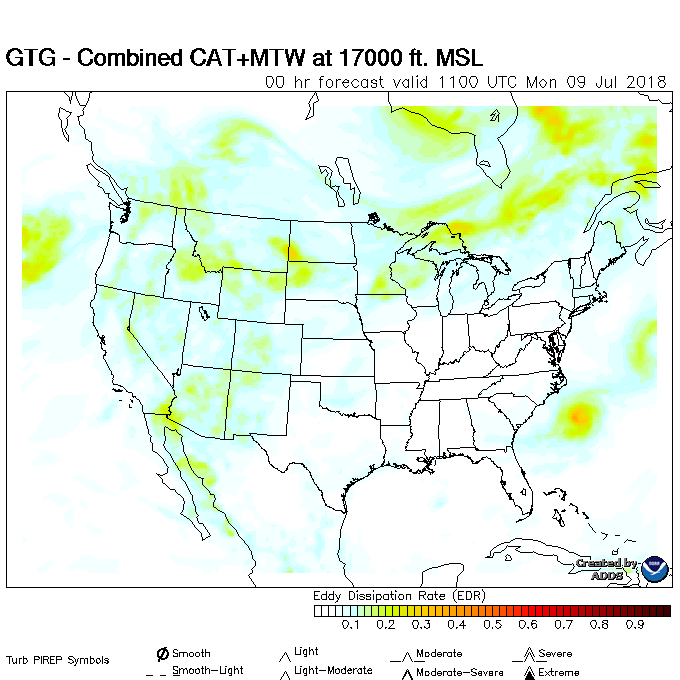 GTG - Combined CAT+MTW at 17000 ft. MSL
00 hr forecast valid 1100 UTC Mon 09 Jul 2018
Created by
ADDS
Eddy Dissipation Rate (EDR)
0.1 0.2 0.3 0.4 0.5 0.6 0.7 0.8 0.9
Turb PIREP Symbols
Smooth Light Moderate Severe
Smooth-Light Light-Moderate Moderate-Severe Extreme